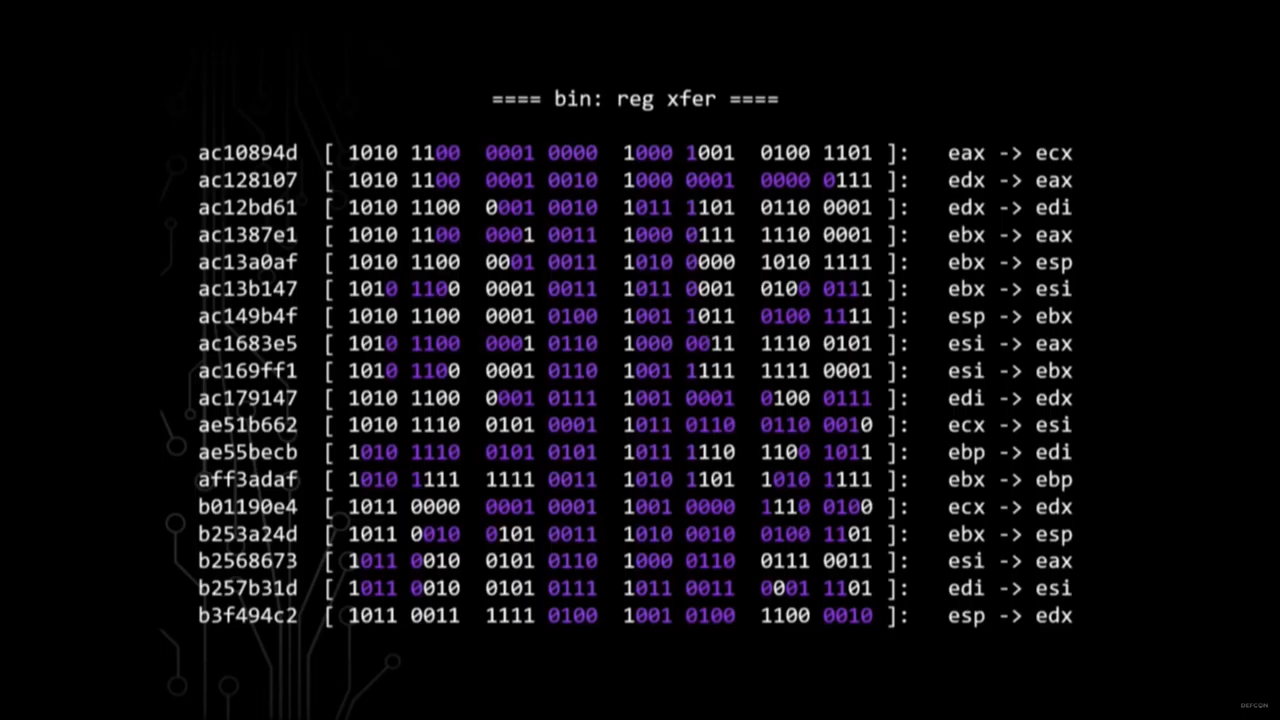 ==== bin: reg xfer ====
ac10894d [ 1010 1100 0001 0000 1000 1001 0100 1101 ]: eax -> ecx
ac128107 [ 1010 1100 0001 0010 1000 0001 0000 0111 ]: edx -> eax
ac12bd61 [ 1010 1100 0001 0010 1011 1101 0110 0001 ]: edx -> edi
ac1387e1 [ 1010 1100 0001 0011 1000 0111 1110 0001 ]: ebx -> eax
ac13a0af [ 1010 1100 0001 0011 1010 0000 1010 1111 ]: ebx -> esp
ac13b147 [ 1010 1100 0001 0011 1011 0001 0100 0111 ]: ebx -> esi
ac149b4f [ 1010 1100 0001 0100 1001 1011 0100 1111 ]: esp -> ebx
ac1683e5 [ 1010 1100 0001 0110 1000 0011 1110 0101 ]: esi -> eax
ac169ff1 [ 1010 1100 0001 0110 1001 1111 1111 0001 ]: esi -> ebx
ac179147 [ 1010 1100 0001 0111 1001 0001 0100 0111 ]: edi -> edx
ae51b662 [ 1010 1110 0101 0001 1011 0110 0110 0010 ]: ecx -> esi
ae55becb [ 1010 1110 0101 0101 1011 1110 1100 1011 ]: ebp -> edi
aff3adaf [ 1010 1111 1111 0011 1010 1101 1010 1111 ]: ebx -> ebp
b01190e4 [ 1011 0000 0001 0001 1001 0000 1110 0100 ]: ecx -> edx
b253a24d [ 1011 0010 0101 0011 1010 0010 0100 1101 ]: ebx -> esp
b2568673 [ 1011 0010 0101 0110 1000 0110 0111 0011 ]: esi -> eax
b257b31d [ 1011 0010 0101 0111 1011 0011 0001 1101 ]: edi -> esi
b3f494c2 [ 1011 0011 1111 0100 1001 0100 1100 0010 ]: esp -> edx
DEFCON